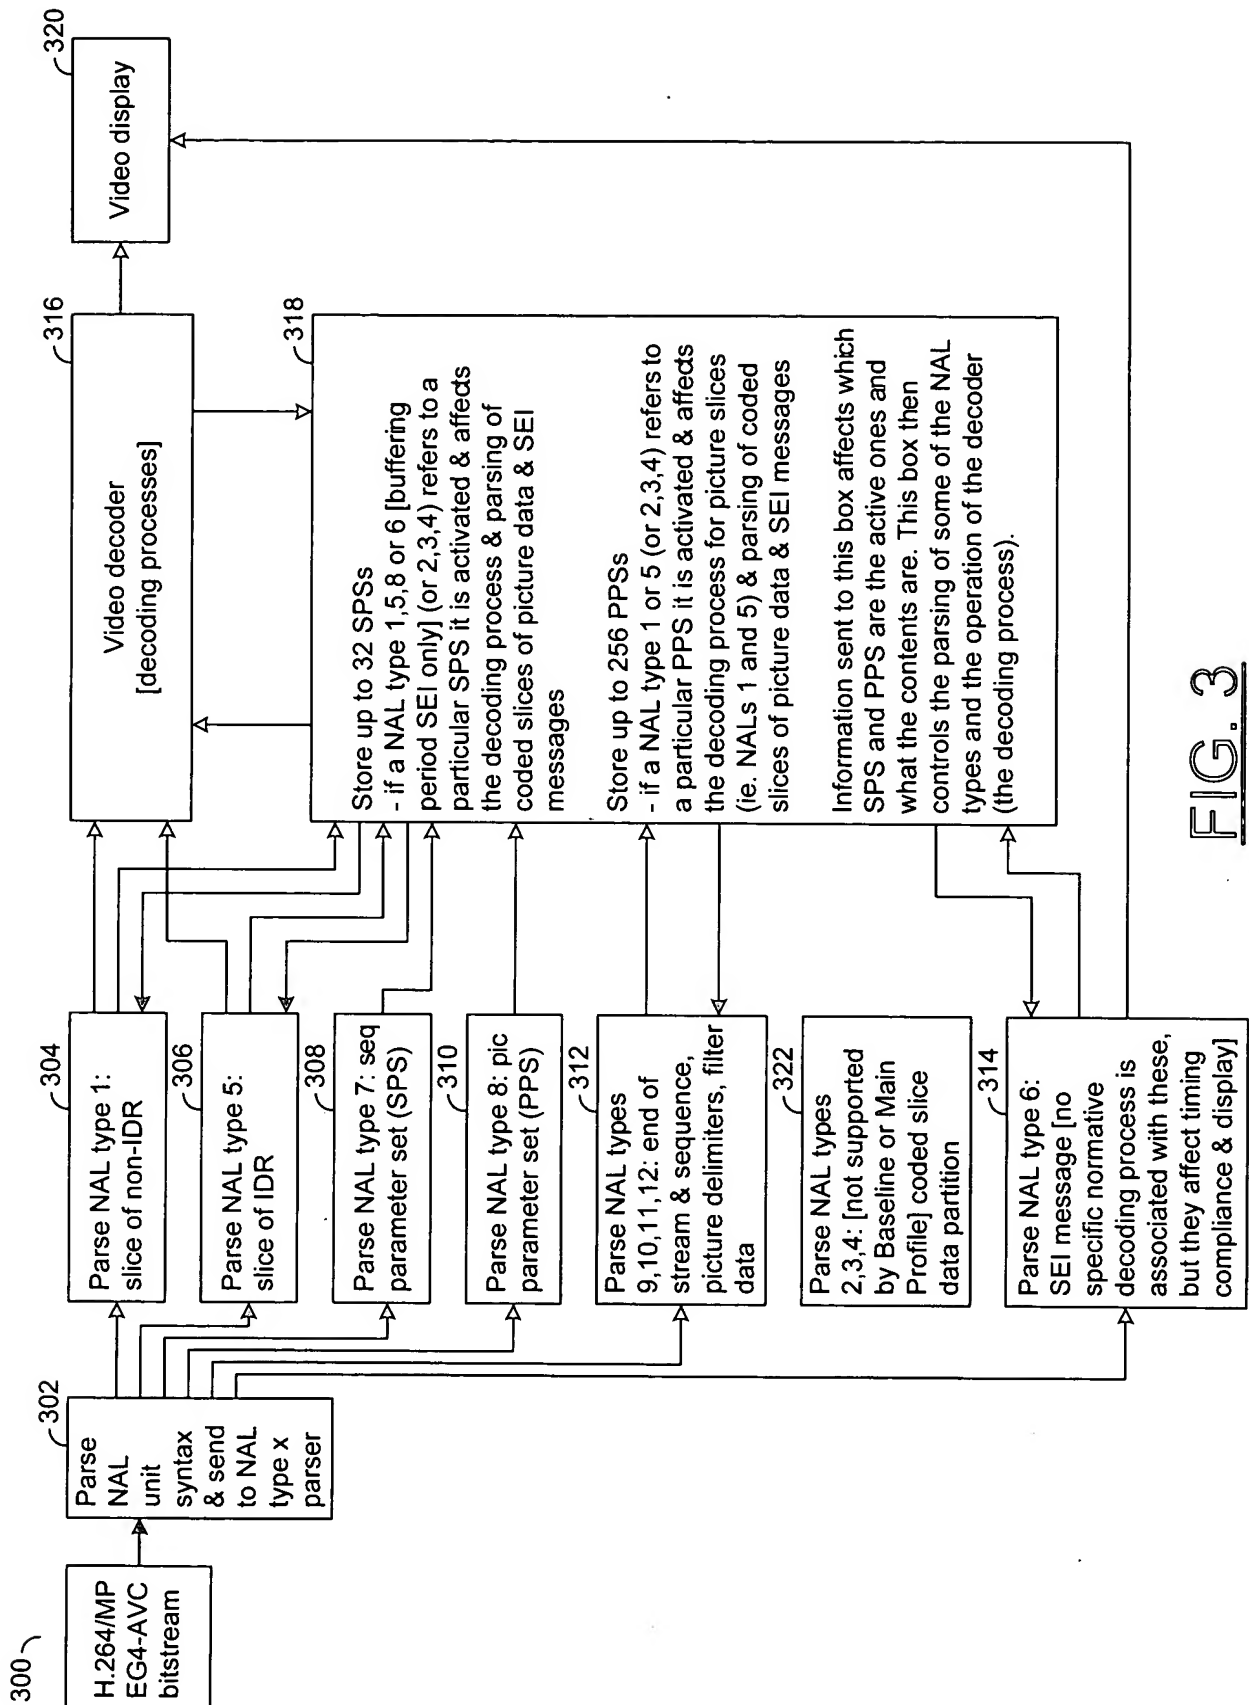 300
H.264/MP
EG4-AVC
bitstream
302
Parse
NAL
unit
syntax
& send
to NAL
type x
parser
304
Parse NAL type 1:
slice of non-IDR
306
Parse NAL type 5:
slice of IDR
308
Parse NAL type 7: seq
parameter set (SPS)
310
Parse NAL type 8: pic
parameter set (PPS)
312
Parse NAL types
9,10,11,12: end of
stream & sequence,
picture delimiters, filter
data
322
Parse NAL types
2,3,4: [not supported
by Baseline or Main
Profile] coded slice
data partition
314
Parse NAL type 6:
SEI message [no
specific normative
decoding process is
associated with these,
but they affect timing
compliance & display]
316
Video decoder
[decoding processes]
318
Store up to 32 SPSs
- if a NAL type 1,5,8 or 6 [buffering
period SEI only] (or 2,3,4) refers to a
particular SPS it is activated & affects
the decoding process & parsing of
coded slices of picture data & SEI
messages
Store up to 256 PPSs
- if a NAL type 1 or 5 (or 2,3,4) refers to
a particular PPS it is activated & affects
the decoding process for picture slices
(ie. NALs 1 and 5) & parsing of coded
slices of picture data & SEI messages
Information sent to this box affects which
SPS and PPS are the active ones and
what the contents are. This box then
controls the parsing of some of the NAL
types and the operation of the decoder
(the decoding process).
320
Video display
FIG. 3